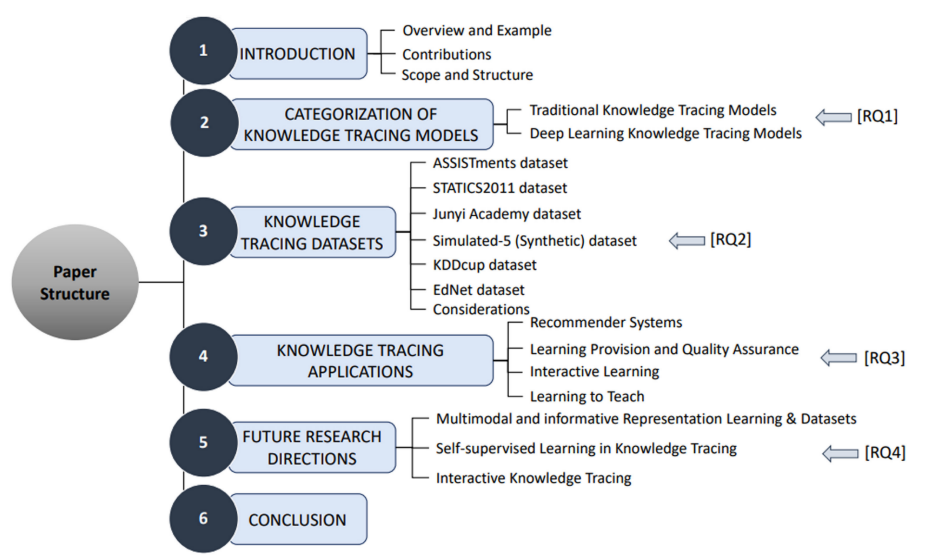 Paper
Structure
1
INTRODUCTION
Overview and Example
Contributions
Scope and Structure
2
CATEGORIZATION OF
KNOWLEDGE TRACING MODELS
Traditional Knowledge Tracing Models
Deep Learning Knowledge Tracing Models
[RQ1]
3
KNOWLEDGE
TRACING DATASETS
ASSISTments dataset
STATICS2011 dataset
Junyi Academy dataset
Simulated-5 (Synthetic) dataset
KDDcup dataset
EdNet dataset
Considerations
[RQ2]
4
KNOWLEDGE TRACING
APPLICATIONS
Recommender Systems
Learning Provision and Quality Assurance
Interactive Learning
Learning to Teach
[RQ3]
5
FUTURE RESEARCH
DIRECTIONS
Multimodal and informative Representation Learning & Datasets
Self-supervised Learning in Knowledge Tracing
Interactive Knowledge Tracing
[RQ4]
6
CONCLUSION